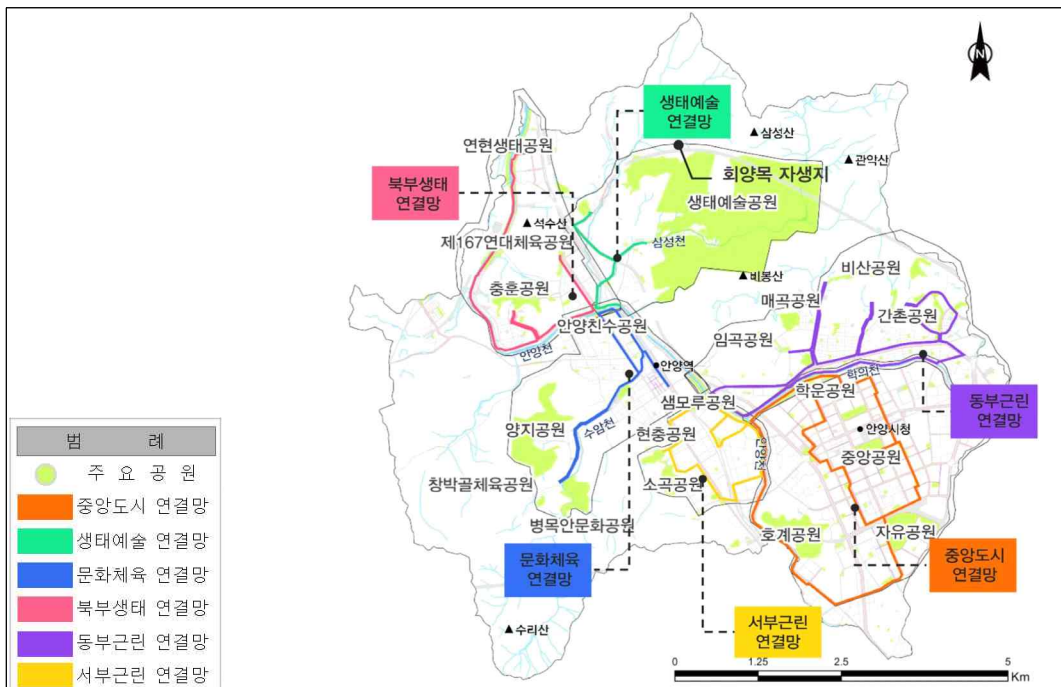 생태예술
연결망
▲삼성산
▲관악산
N
연현생태공원
회양목 자생지
북부생태
연결망
생태예술공원
▲석수산
제167연대체육공원
삼성천
▲비봉산
비산공원
충훈공원
매곡공원
간촌공원
안양친수공원
임곡공원
안양천
안양역
학의천
샘모루공원
학운공원
동부근린
연결망
양지공원
수암천
현충공원
안양천
안양시청
중앙공원
창박골체육공원
소곡공원
병목안문화공원
호계공원
자유공원
문화체육
연결망
중앙도시
연결망
서부근린
연결망
▲수리산
범 례
주 요 공 원
중앙도시 연결망
생태예술 연결망
문화체육 연결망
북부생태 연결망
동부근린 연결망
서부근린 연결망
0 1.25 2.5 5
Km